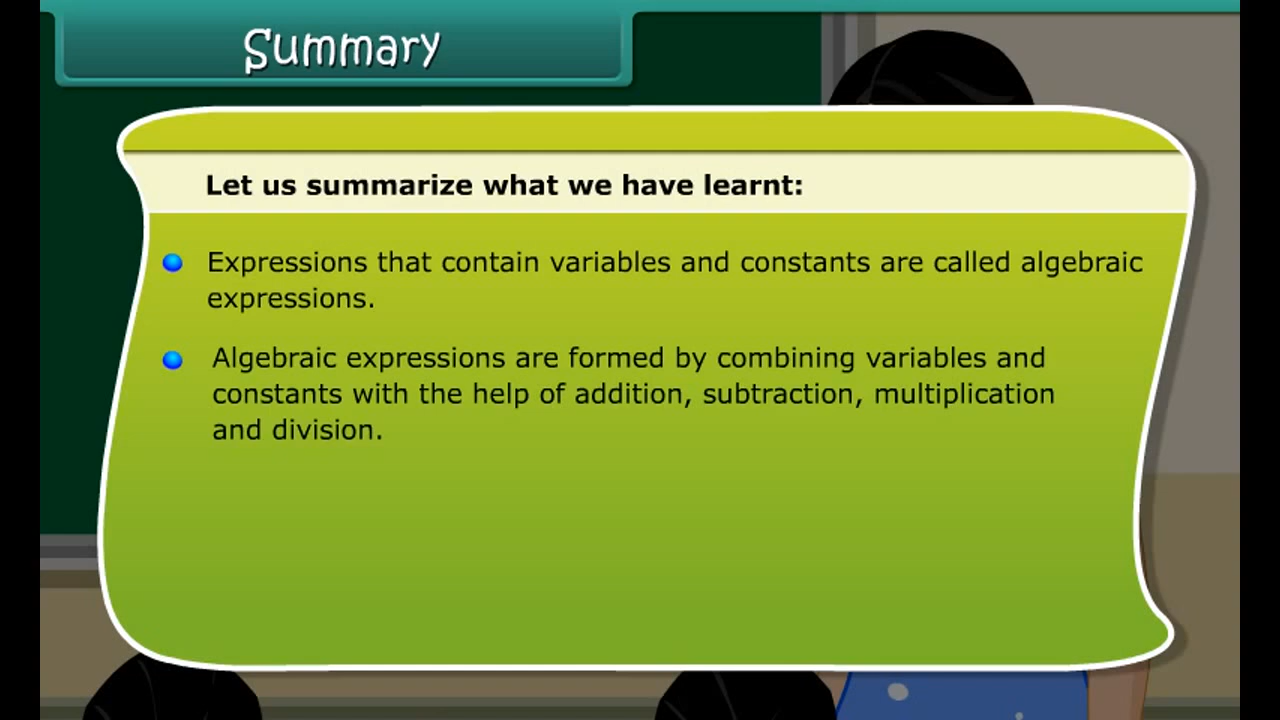 Summary
Let us summarize what we have learnt:
Expressions that contain variables and constants are called algebraic
expressions.
Algebraic expressions are formed by combining variables and
constants with the help of addition, subtraction, multiplication
and division.